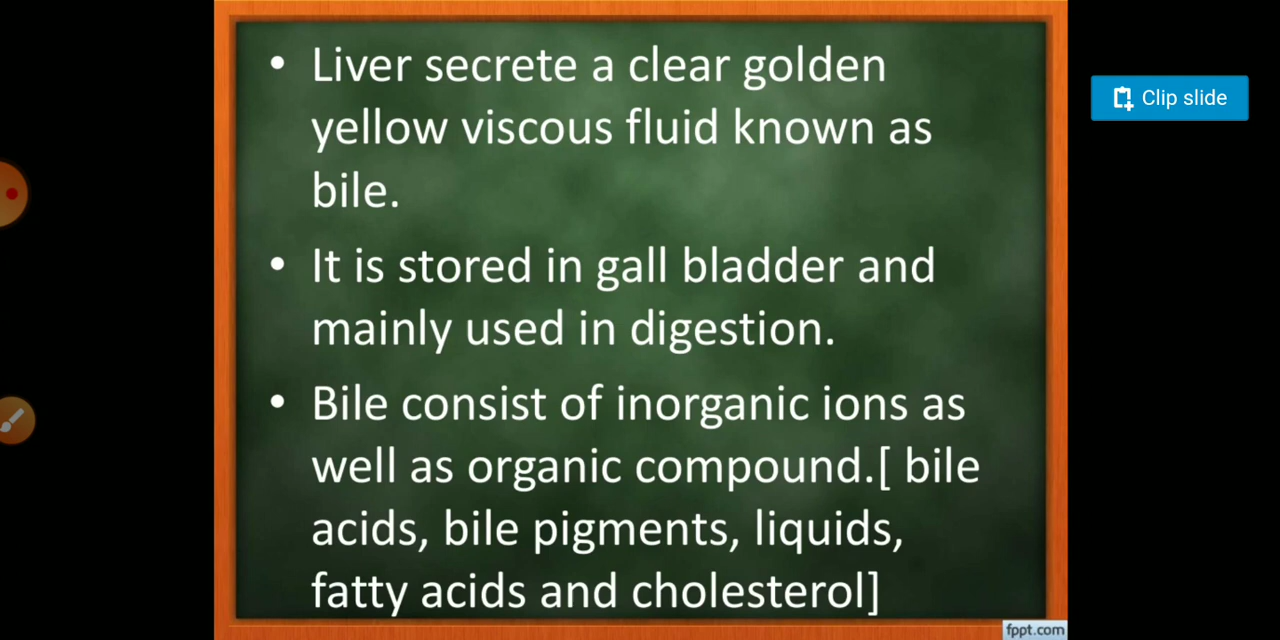 • Liver secrete a clear golden
yellow viscous fluid known as
bile.
• It is stored in gall bladder and
mainly used in digestion.
• Bile consist of inorganic ions as
well as organic compound.[ bile
acids, bile pigments, liquids,
fatty acids and cholesterol]
Clip slide
fppt.com